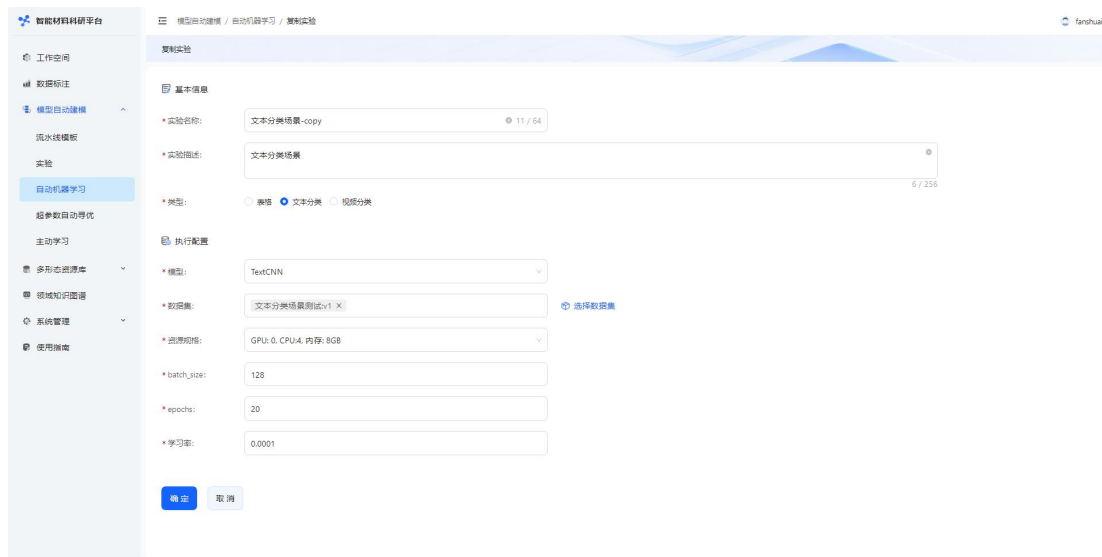 智能材料科研平台
模型自动建模 / 自动机器学习 / 复制实验
fanshuai
工作空间
数据标注
模型自动建模
流水线模板
实验
自动机器学习
超参数自动寻优
主动学习
多形态资源库
领域知识图谱
系统管理
使用指南
复制实验
基本信息
* 实验名称: 文本分类场景-copy 11 / 64
* 实验描述: 文本分类场景
6 / 256
* 类型: 表格 文本分类 视频分类
执行配置
* 模型: TextCNN
* 数据集: 文本分类场景测试:v1 × 选择数据集
* 资源规格: GPU: 0, CPU:4, 内存: 8GB
* batch_size: 128
* epochs: 20
* 学习率: 0.0001
确定 取消